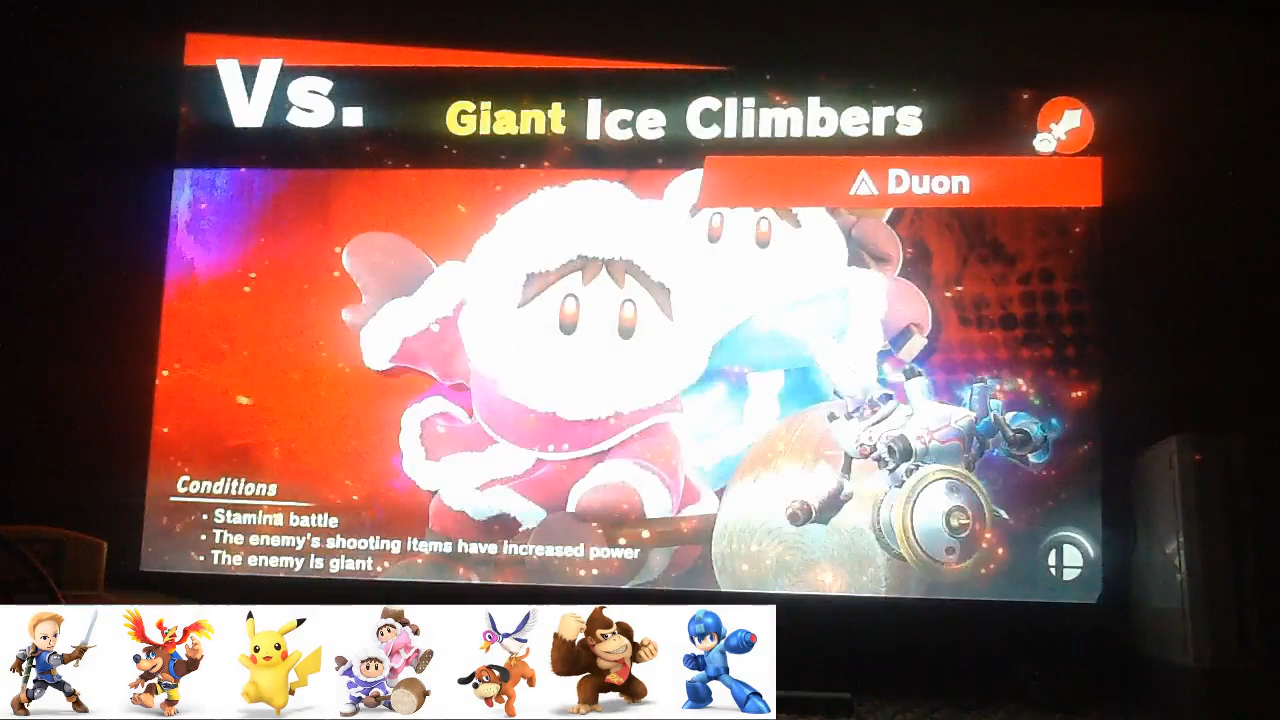 Vs. Giant Ice Climbers
Duon
Conditions
• Stamina battle
• The enemy's shooting items have increased power
• The enemy is giant